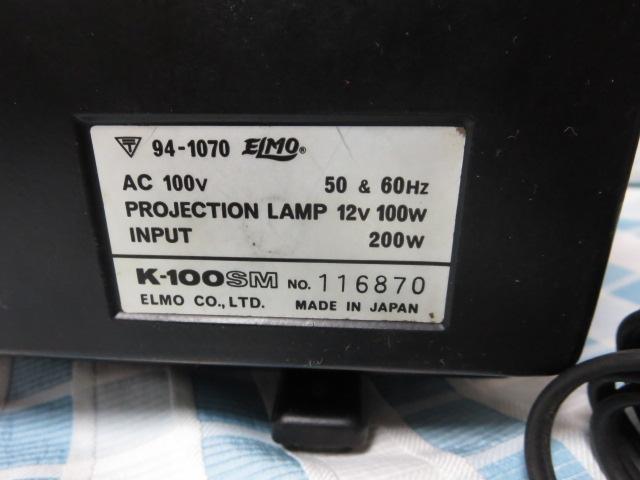 〒 94-1070 ELMO®
AC 100V 50 & 60Hz
PROJECTION LAMP 12V 100W
INPUT 200W
K-100SM NO. 116870
ELMO CO., LTD. MADE IN JAPAN